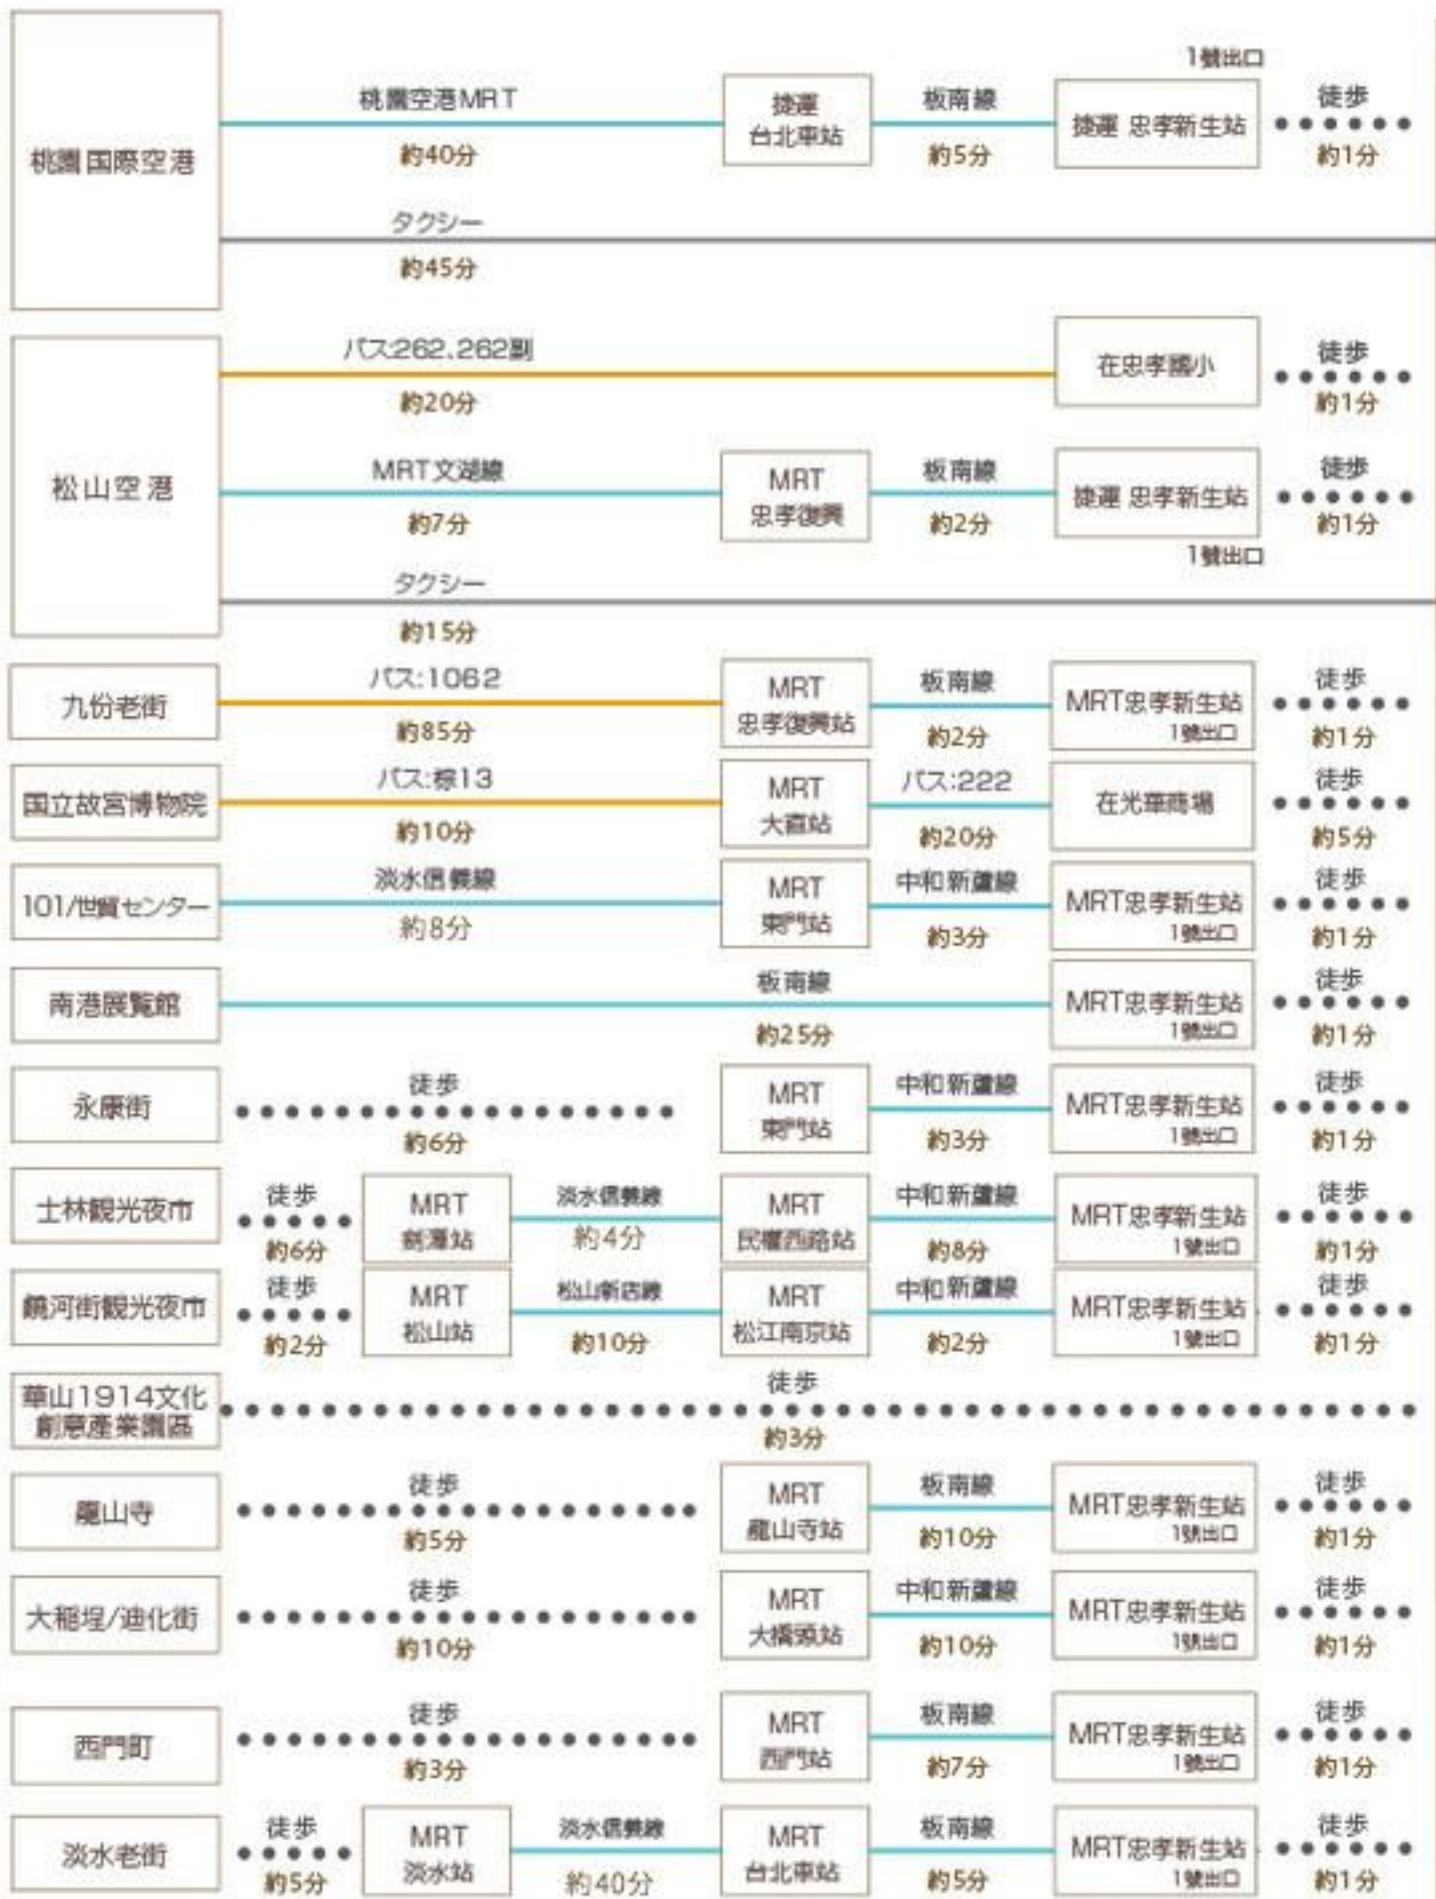 1號出口
桃園空港MRT
捷運
台北車站
板南線
捷運 忠孝新生站
徒歩
約40分
約5分
約1分
桃園国際空港
タクシー
約45分
バス262、262副
在忠孝國小
徒歩
約20分
約1分
松山空港
MRT文湖線
MRT
忠孝復興
板南線
捷運 忠孝新生站
徒歩
約7分
約2分
約1分
1號出口
タクシー
約15分
九份老街
バス:1062
MRT
忠孝復興站
板南線
MRT忠孝新生站
1號出口
徒歩
約85分
約2分
約1分
国立故宮博物院
バス:棕13
MRT
大直站
バス:222
在光華商場
徒歩
約10分
約20分
約5分
101/世貿センター
淡水信義線
MRT
東門站
中和新蘆線
MRT忠孝新生站
1號出口
徒歩
約8分
約3分
約1分
南港展覧館
板南線
MRT忠孝新生站
1號出口
徒歩
約25分
約1分
永康街
徒歩
MRT
東門站
中和新蘆線
MRT忠孝新生站
1號出口
徒歩
約6分
約3分
約1分
士林観光夜市
徒歩
MRT
劍潭站
淡水信義線
MRT
民權西路站
中和新蘆線
MRT忠孝新生站
1號出口
徒歩
約6分
約4分
約8分
約1分
饒河街観光夜市
徒歩
MRT
松山站
松山新店線
MRT
松江南京站
中和新蘆線
MRT忠孝新生站
1號出口
徒歩
約2分
約10分
約2分
約1分
華山1914文化
創意產業園區
徒歩
約3分
龍山寺
徒歩
MRT
龍山寺站
板南線
MRT忠孝新生站
1號出口
徒歩
約5分
約10分
約1分
大稲埕/迪化街
徒歩
MRT
大橋頭站
中和新蘆線
MRT忠孝新生站
1號出口
徒歩
約10分
約10分
約1分
西門町
徒歩
MRT
西門站
板南線
MRT忠孝新生站
1號出口
徒歩
約3分
約7分
約1分
淡水老街
徒歩
MRT
淡水站
淡水信義線
MRT
台北車站
板南線
MRT忠孝新生站
1號出口
徒歩
約5分
約40分
約5分
約1分